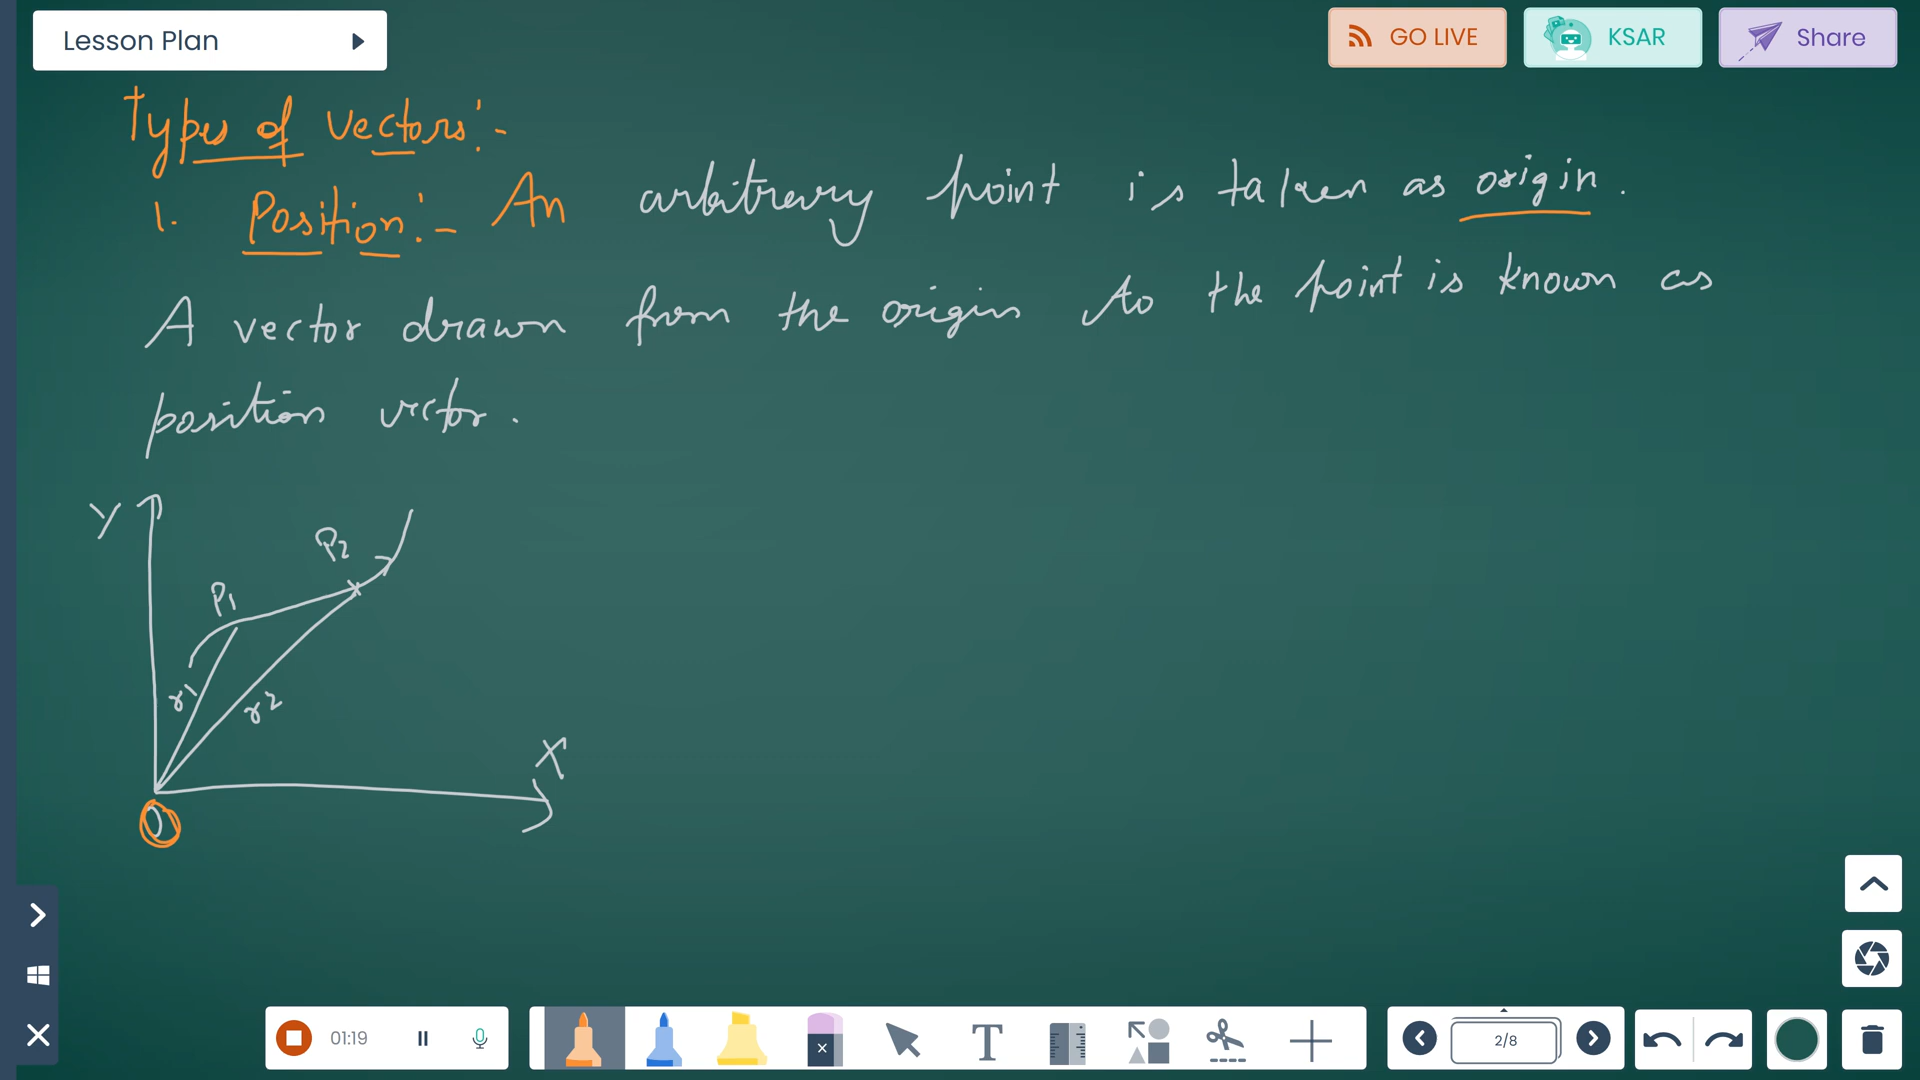 Lesson Plan
GO LIVE
KSAR
Share
Types of vectors:-
1. Position:- An arbitrary point is taken as origin.
A vector drawn from the origin to the point is known as
position vector.
Y
P2
P1
r1
r2
X
O
01:19
T
2/8